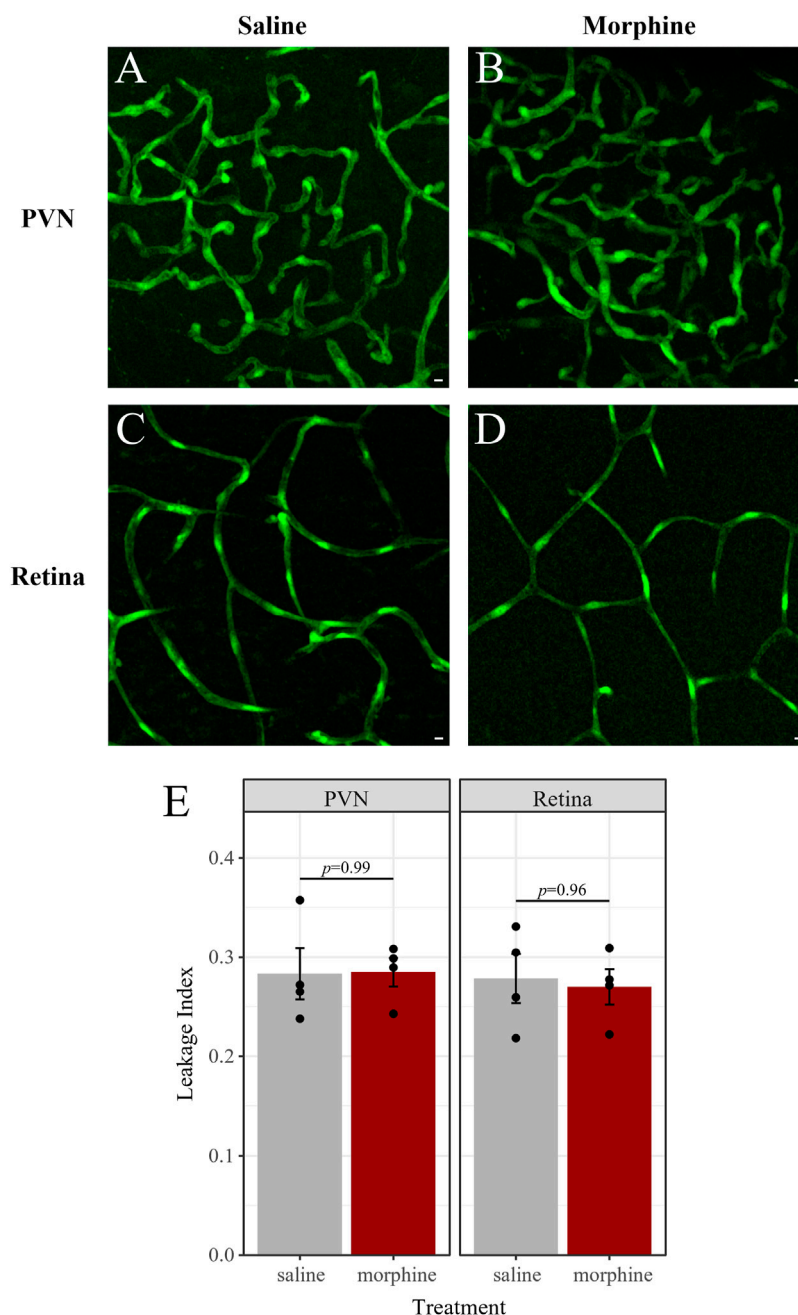 Saline Morphine
A B
PVN
C D
Retina
E
PVN Retina
0.4
p=0.99
p=0.96
0.3
Leakage Index
0.2
0.1
0.0
saline morphine saline morphine
Treatment